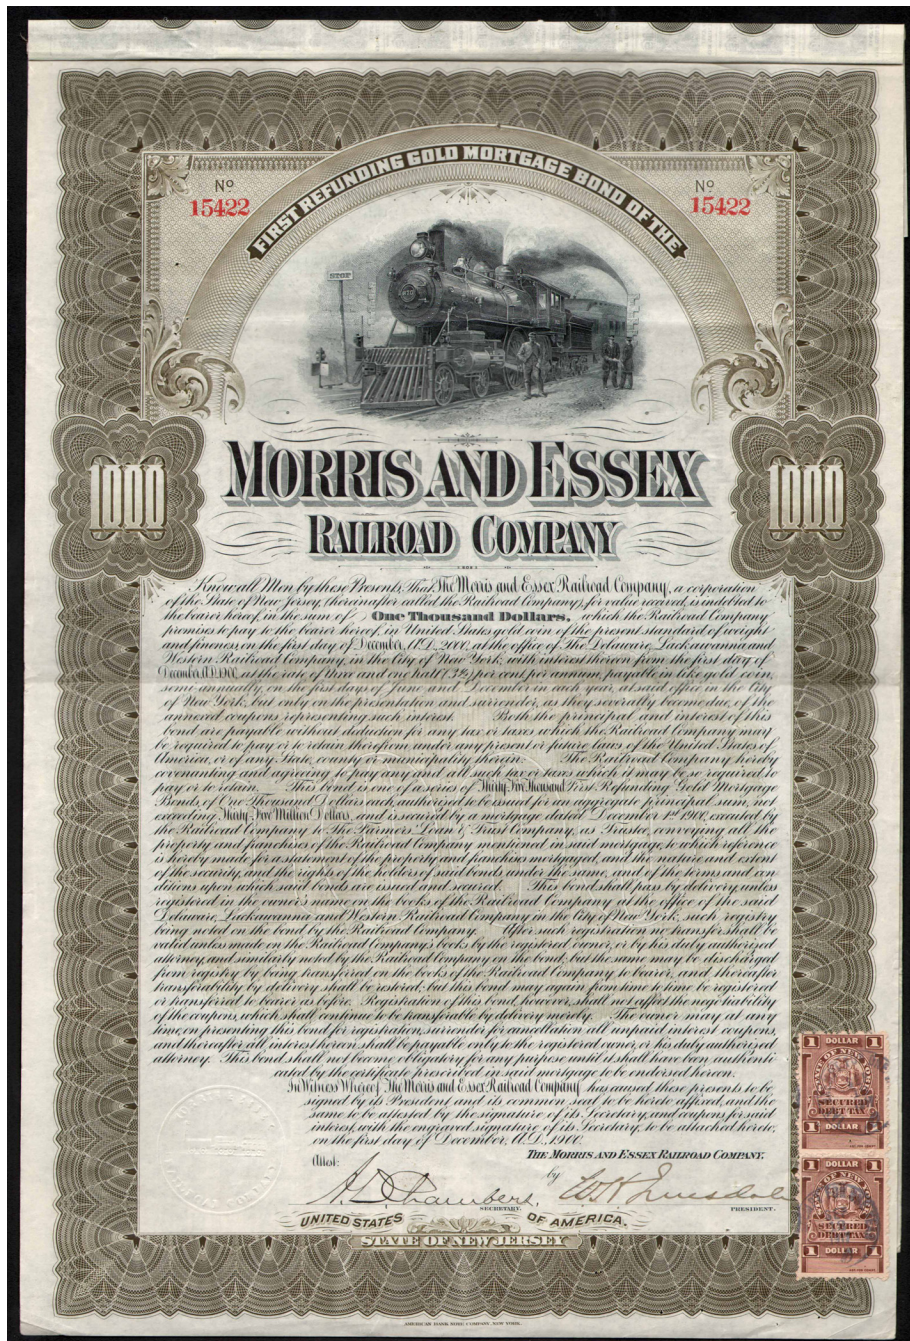 FIRST REFUNDING GOLD MORTGAGE BOND OF THE
Nº
15422
Nº
15422
STOP
MORRIS AND ESSEX
RAILROAD COMPANY
1000
1000
Know all Men by these Presents, That The Morris and Essex Railroad Company, a corporation
of the State of New Jersey, (hereinafter called the Railroad Company), for value received, is indebted to
the bearer hereof, in the sum of One Thousand Dollars, which the Railroad Company
promises to pay to the bearer hereof, in United States gold coin of the present standard of weight
and fineness, on the first day of December, A.D., 2000, at the office of The Delaware, Lackawanna and
Western Railroad Company, in the City of New York, with interest thereon from the first day of
December, A.D., 1900, at the rate of three and one half (3½) per cent per annum, payable in like gold coin,
semi-annually, on the first days of June and December in each year, at said office in the City
of New York, but only on the presentation and surrender, as they severally become due, of the
annexed coupons representing such interest. Both the principal and interest of this
bond are payable without deduction for any tax or taxes which the Railroad Company may
be required to pay or to retain therefrom under any present or future laws of the United States of
America, or of any State, county or municipality therein. The Railroad Company hereby
covenanting and agreeing to pay any and all such tax or taxes which it may be so required to
pay or to retain. This bond is one of a series of Thirty Five Thousand First Refunding Gold Mortgage
Bonds, of One Thousand Dollars each, authorized to be issued for an aggregate principal sum, not
exceeding Thirty Five Million Dollars, and is secured by a mortgage dated December 1st 1900, executed by
the Railroad Company to The Farmers' Loan & Trust Company, as Trustee, conveying all the
property and franchises of the Railroad Company mentioned in said mortgage, to which reference
is hereby made for a statement of the property and franchises mortgaged, and the nature and extent
of the security, and the rights of the holders of said bonds under the same, and of the terms and con
ditions upon which said bonds are issued and secured. This bond shall pass by delivery, unless
registered in the owner's name on the books of the Railroad Company at the office of the said
Delaware, Lackawanna and Western Railroad Company in the City of New York, such registry
being noted on the bond by the Railroad Company. After such registration no transfer shall be
valid unless made on the Railroad Company's books by the registered owner, or by his duly authorized
attorney, and similarly noted by the Railroad Company on the bond; but the same may be discharged
from registry by being transferred on the books of the Railroad Company to bearer, and thereafter
transferability by delivery shall be restored; but this bond may again from time to time be registered
or transferred to bearer as before. Registration of this bond, however, shall not affect the negotiability
of the coupons, which shall continue to be transferable by delivery merely. The owner may at any
time, on presenting this bond for registration, surrender for cancellation all unpaid interest coupons,
and thereafter all interest hereon shall be payable only to the registered owner, or his duly authorized
attorney. This bond shall not become obligatory for any purpose until it shall have been authenti
cated by the certificate prescribed in said mortgage to be endorsed hereon.
In Witness Whereof The Morris and Essex Railroad Company has caused these presents to be
signed by its President, and its common seal to be hereto affixed, and the
same to be attested by the signature of its Secretary, and coupons for said
interest, with the engraved signature of its Secretary, to be attached hereto,
on the first day of December, A.D., 1900.
Attest:
THE MORRIS AND ESSEX RAILROAD COMPANY.
A D Chambers.
SECRETARY.
by
W H Truesdale
PRESIDENT.
UNITED STATES OF AMERICA.
STATE OF NEW JERSEY
AMERICAN BANK NOTE COMPANY, NEW YORK.
1 DOLLAR 1
STATE OF NEW YORK
SECURED
DEBT TAX
1 DOLLAR 1
1 DOLLAR 1
STATE OF NEW YORK
SECURED
DEBT TAX
1 DOLLAR 1